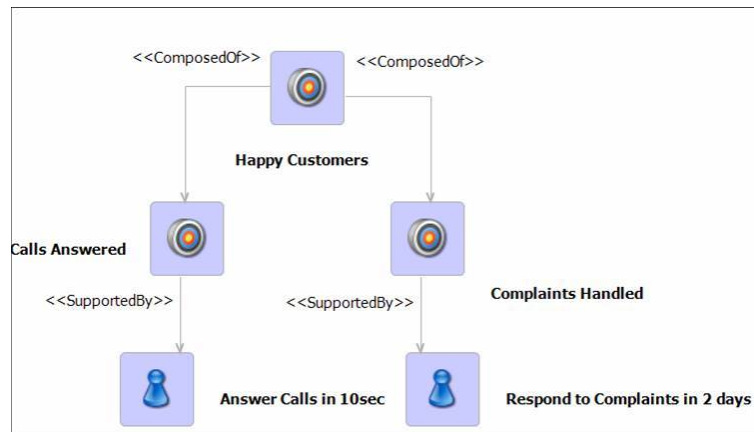 <<ComposedOf>>
<<ComposedOf>>
Happy Customers
Calls Answered
Complaints Handled
<<SupportedBy>>
<<SupportedBy>>
Answer Calls in 10sec
Respond to Complaints in 2 days